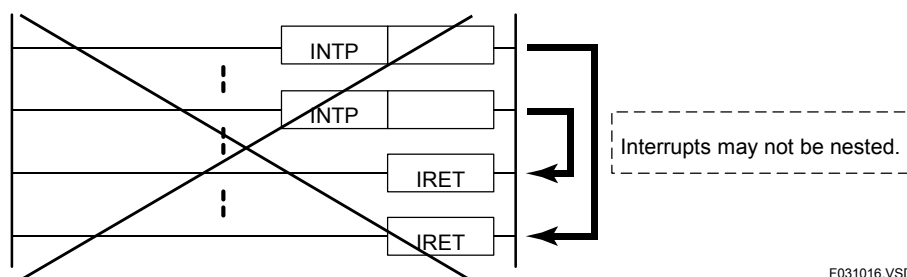 INTP
INTP
Interrupts may not be nested.
IRET
IRET
F031016.VSD